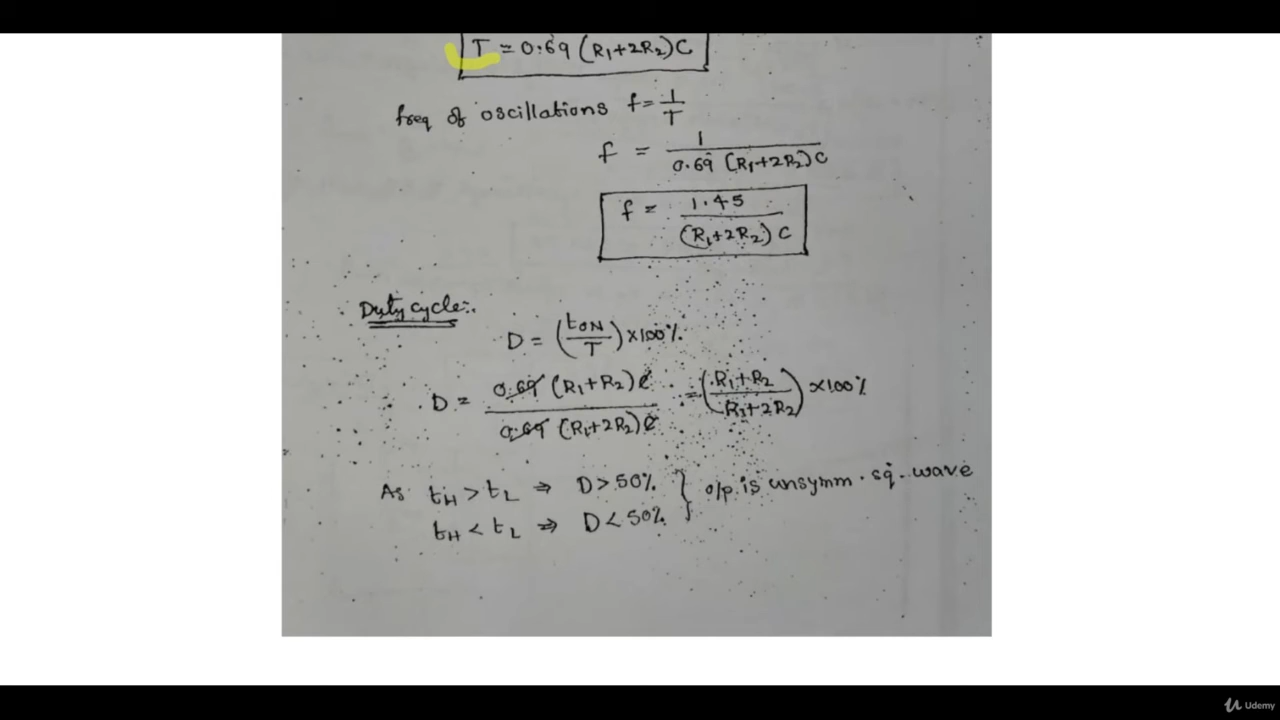 T = 0.69 (R₁+2R₂)C
freq of oscillations f = 1/T
f = 1/0.69 (R₁+2R₂)C
f = 1.45/(R₁+2R₂) C
Duty cycle:.
D = (tON/T) ×100%.
D = 0.69 (R₁+R₂)C/0.69 (R₁+2R₂)C = (R₁+R₂/R₁+2R₂) ×100%
As tH > tL ⇒ D > 50% } o/p is unsymm. sq. wave
tH < tL ⇒ D < 50%
Udemy